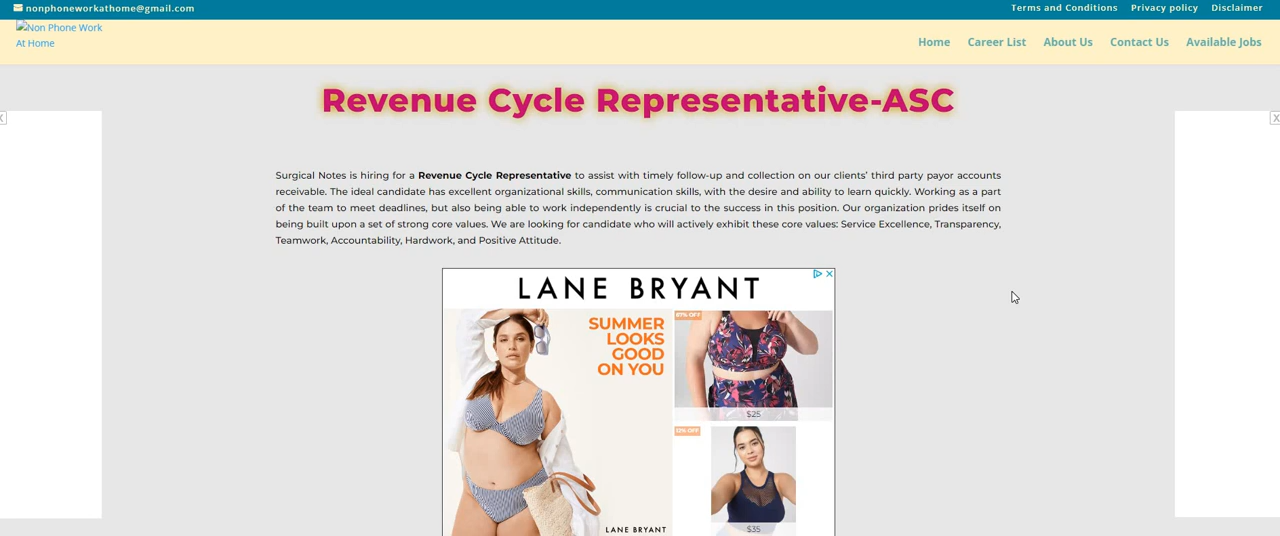 nonphoneworkathome@gmail.com
Terms and Conditions Privacy policy Disclaimer
Non Phone Work
At Home
Home Career List About Us Contact Us Available Jobs
Revenue Cycle Representative-ASC
X
X
Surgical Notes is hiring for a Revenue Cycle Representative to assist with timely follow-up and collection on our clients’ third party payor accounts
receivable. The ideal candidate has excellent organizational skills, communication skills, with the desire and ability to learn quickly. Working as a part
of the team to meet deadlines, but also being able to work independently is crucial to the success in this position. Our organization prides itself on
being built upon a set of strong core values. We are looking for candidate who will actively exhibit these core values: Service Excellence, Transparency,
Teamwork, Accountability, Hardwork, and Positive Attitude.
LANE BRYANT
SUMMER
LOOKS
GOOD
ON YOU
67% OFF
$25
52% OFF
$35
LANE BRYANT